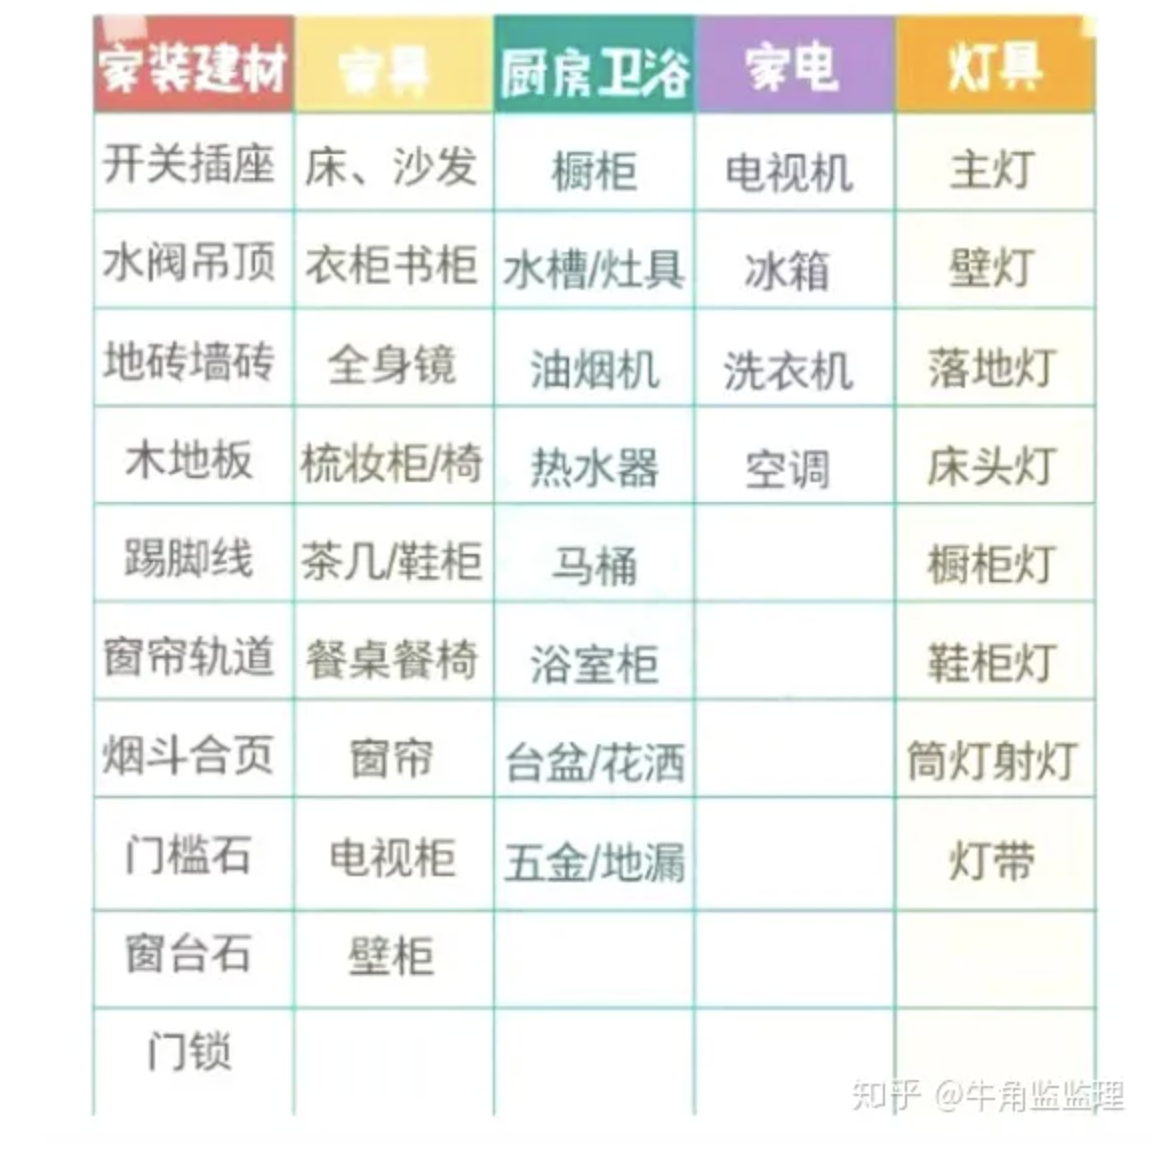 家装建材 家具 厨房卫浴 家电 灯具
开关插座 床、沙发 橱柜 电视机 主灯
水阀吊顶 衣柜书柜 水槽/灶具 冰箱 壁灯
地砖墙砖 全身镜 油烟机 洗衣机 落地灯
木地板 梳妆柜/椅 热水器 空调 床头灯
踢脚线 茶几/鞋柜 马桶 橱柜灯
窗帘轨道 餐桌餐椅 浴室柜 鞋柜灯
烟斗合页 窗帘 台盆/花洒 筒灯射灯
门槛石 电视柜 五金/地漏 灯带
窗台石 壁柜
门锁
知乎 @牛角监监理